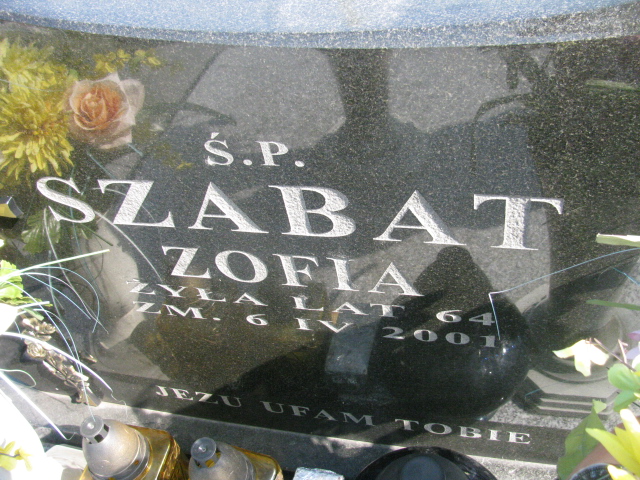 Ś.P.
SZABAT
ZOFIA
ŻYŁA LAT 64
ZM. 6 IV 2001
JEZU UFAM TOBIE